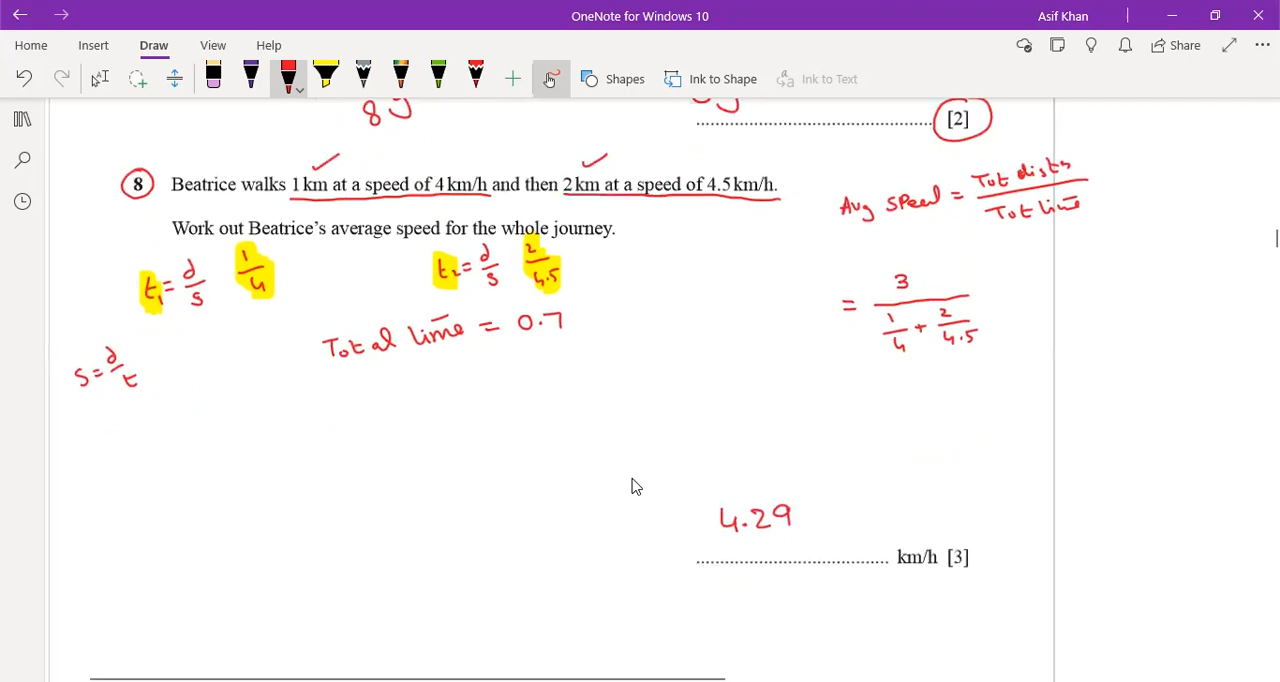 OneNote for Windows 10
Asif Khan
Home Insert Draw View Help
Share
Shapes
Ink to Shape
Ink to Text
8 y
[2]
8 Beatrice walks 1 km at a speed of 4 km/h and then 2 km at a speed of 4.5 km/h.
Avg speed = Tot dists / Tot time
Work out Beatrice's average speed for the whole journey.
t1 = d/s 1/4
t2 = d/s 2/4.5
= 3 / (1/4 + 2/4.5)
Total time = 0.7
s = d/t
4.29
........................................ km/h [3]